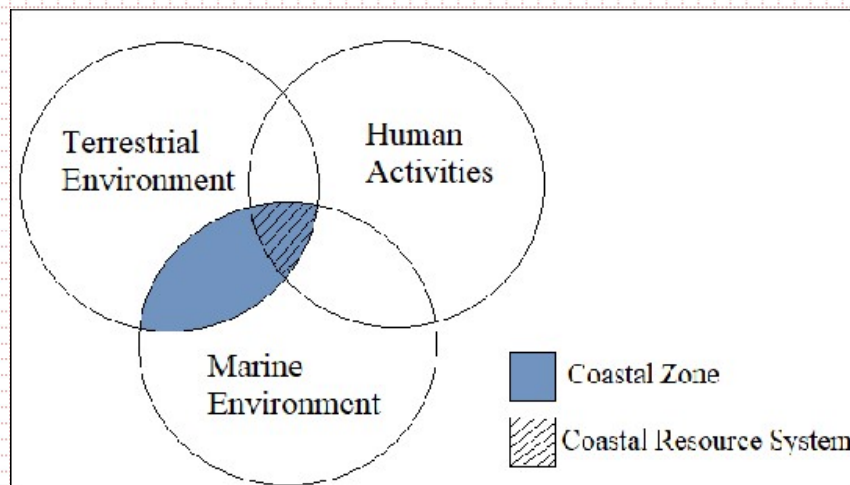 Terrestrial
Environment
Human
Activities
Marine
Environment
Coastal Zone
Coastal Resource System